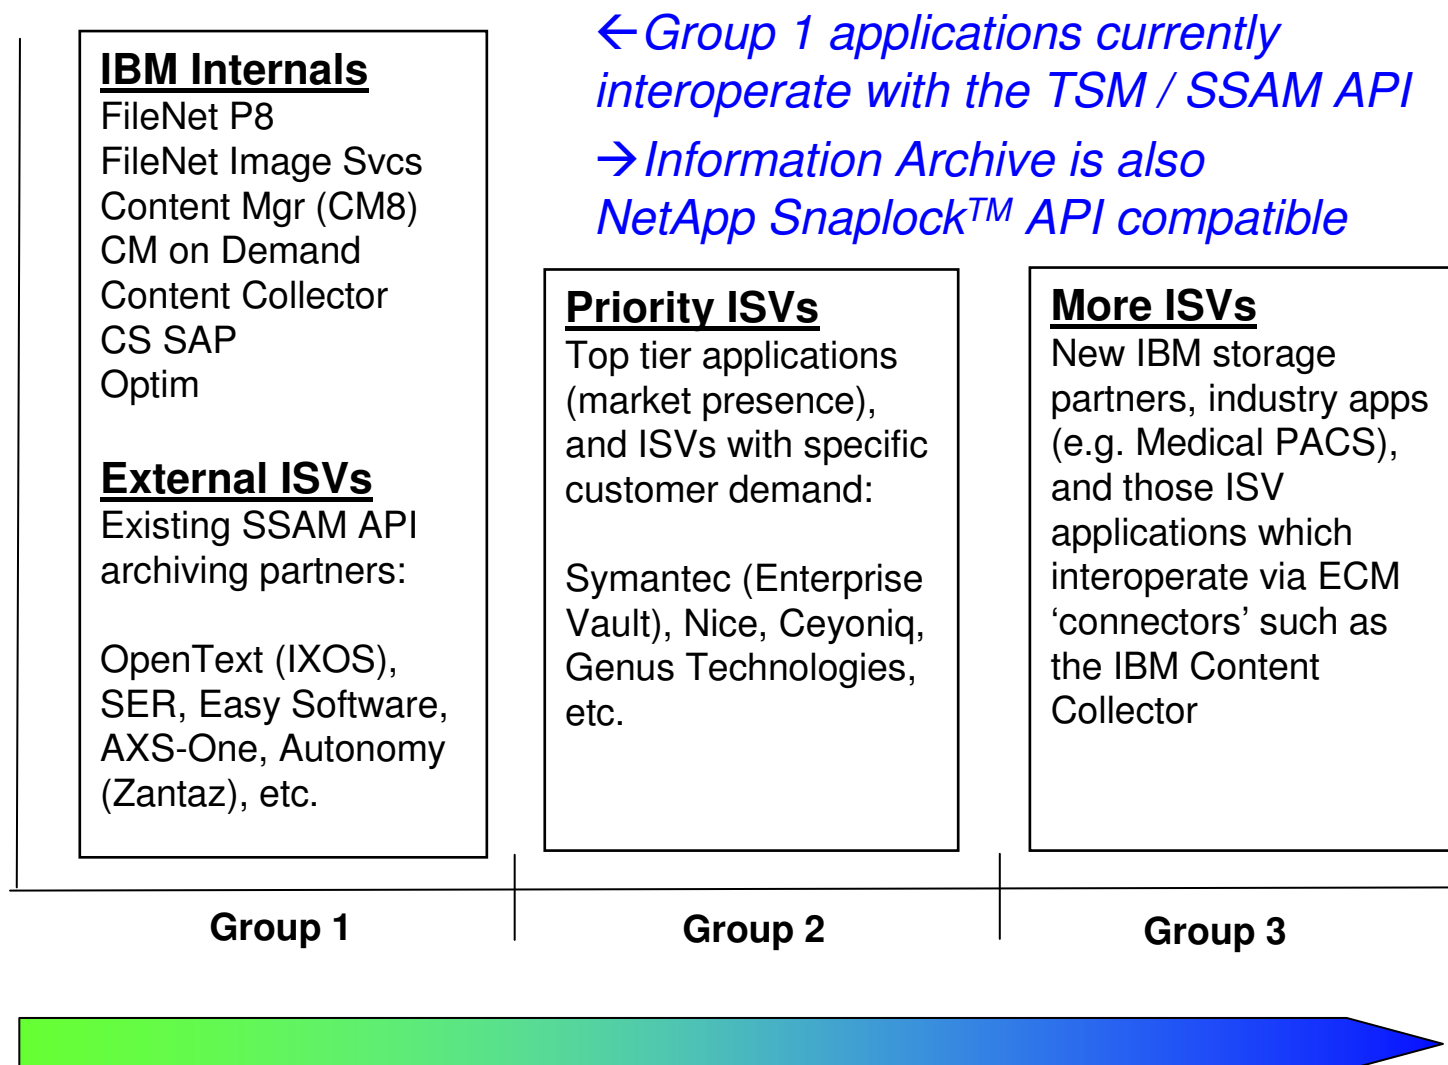 IBM Internals
FileNet P8
FileNet Image Svcs
Content Mgr (CM8)
CM on Demand
Content Collector
CS SAP
Optim
External ISVs
Existing SSAM API
archiving partners:
OpenText (IXOS),
SER, Easy Software,
AXS-One, Autonomy
(Zantaz), etc.
←Group 1 applications currently
interoperate with the TSM / SSAM API
→Information Archive is also
NetApp Snaplock™ API compatible
Priority ISVs
Top tier applications
(market presence),
and ISVs with specific
customer demand:
Symantec (Enterprise
Vault), Nice, Ceyoniq,
Genus Technologies,
etc.
More ISVs
New IBM storage
partners, industry apps
(e.g. Medical PACS),
and those ISV
applications which
interoperate via ECM
‘connectors’ such as
the IBM Content
Collector
Group 1
Group 2
Group 3